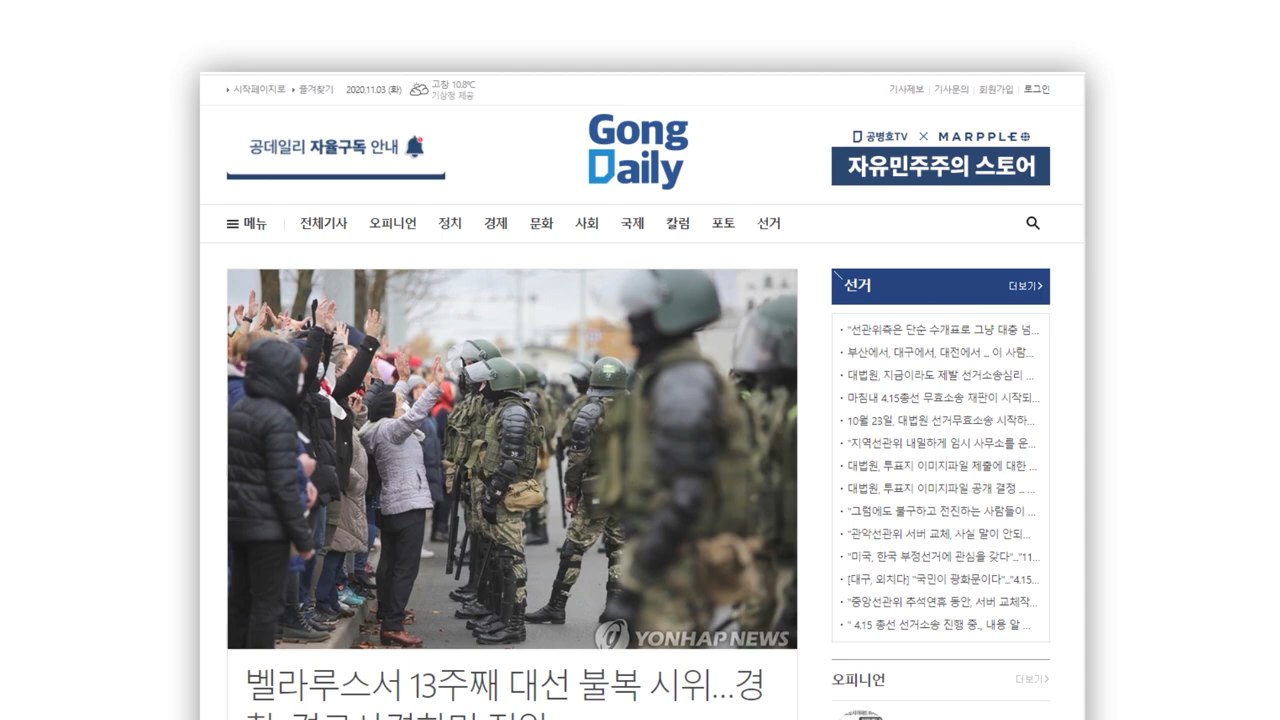 시작페이지로 즐겨찾기 2020.11.03 (화) 고창 10.8℃
기상청 제공
기사제보 기사문의 회원가입 로그인
공데일리 자율구독 안내
Gong
Daily
공병호TV × MARPPLE
자유민주주의 스토어
메뉴 전체기사 오피니언 정치 경제 문화 사회 국제 칼럼 포토 선거
YONHAP NEWS
벨라루스서 13주째 대선 불복 시위...경
선거 더보기
· "선관위측은 단순 수개표로 그냥 대충 넘...
· 부산에서, 대구에서, 대전에서 ... 이 사람...
· 대법원, 지금이라도 제발 선거소송심리 ...
· 마침내 4.15총선 무효소송 재판이 시작되...
· 10월 23일, 대법원 선거무효소송 시작하...
· "지역선관위 내밀하게 임시 사무소를 운...
· 대법원, 투표지 이미지파일 제출에 대한 ...
· 대법원, 투표지 이미지파일 공개 결정 ... ...
· "그럼에도 불구하고 전진하는 사람들이 ...
· "관악선관위 서버 교체, 사실 말이 안되...
· "미국, 한국 부정선거에 관심을 갖다"..."11...
· [대구, 외치다] "국민이 광화문이다"..."4.15...
· "중앙선관위 추석연휴 동안, 서버 교체작...
· " 4.15 총선 선거소송 진행 중., 내용 알 ...
오피니언 더보기